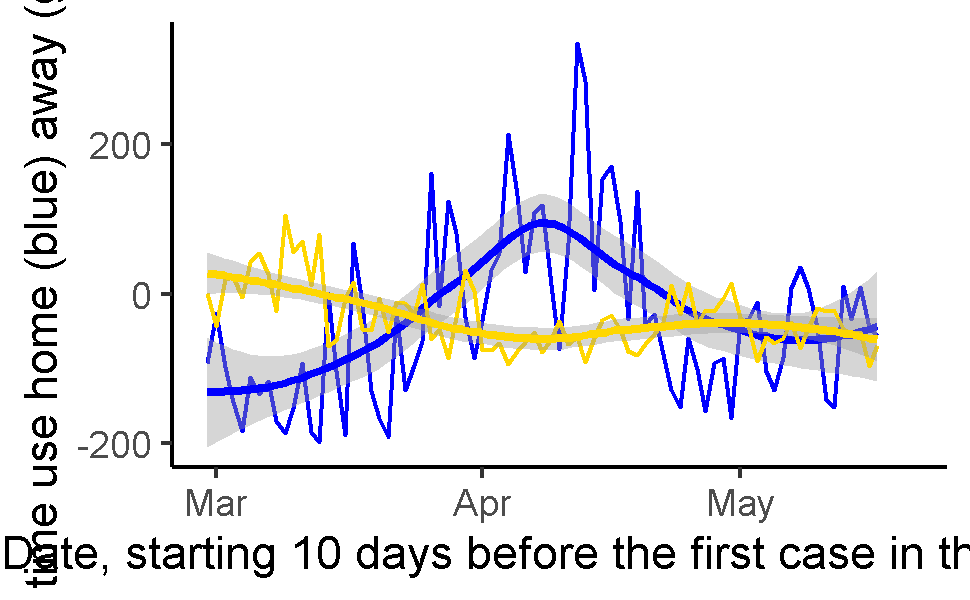 time use home (blue) away (
200
0
-200
Mar Apr May
Date, starting 10 days before the first case in